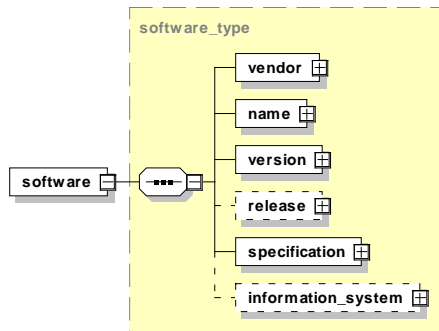 software_type
vendor
name
version
software
release
specification
information_system